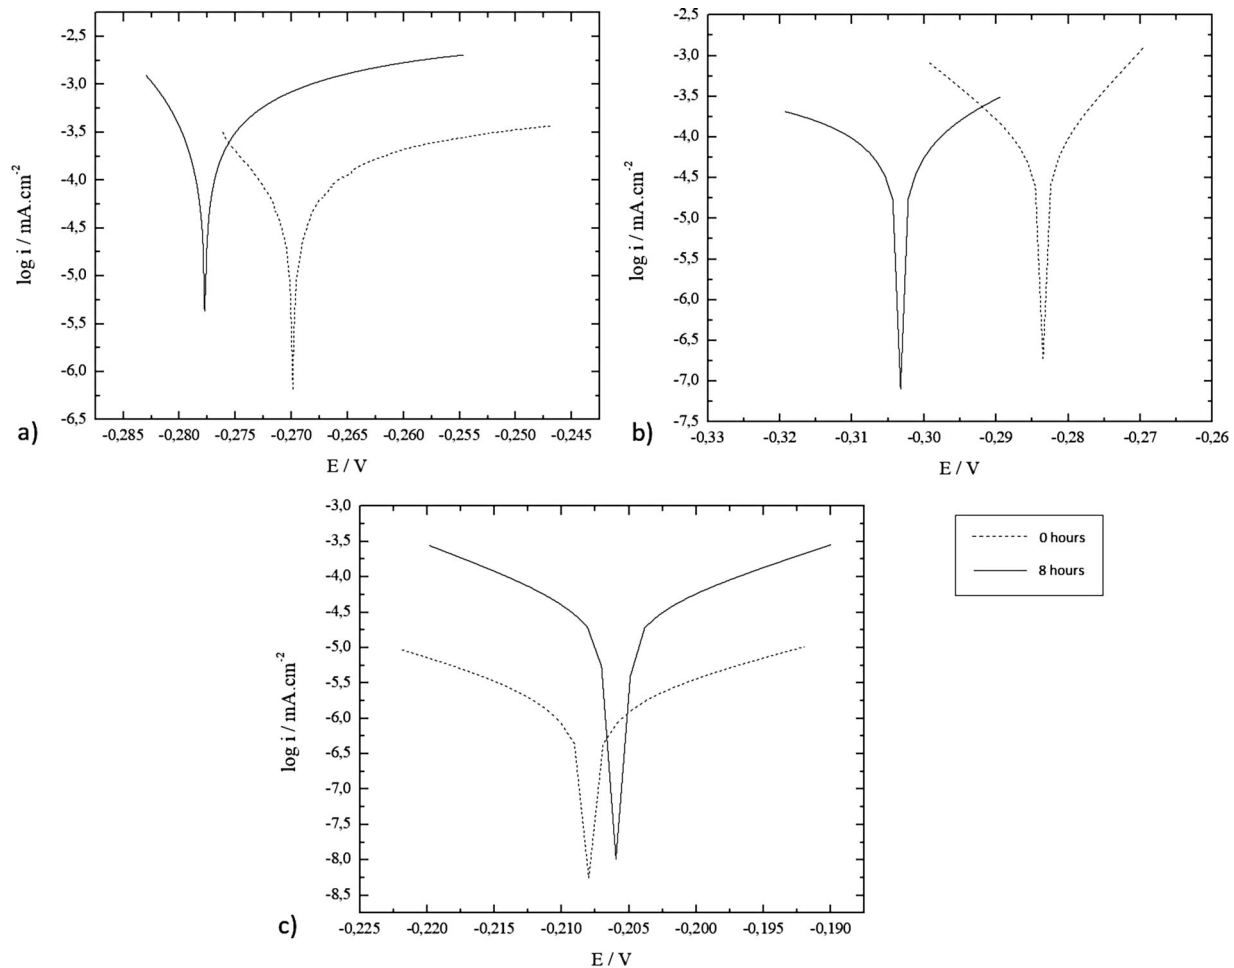 -2,5
-3,0
-3,5
-4,0
-4,5
-5,0
-5,5
-6,0
-6,5
log i / mA.cm-2
-0,285 -0,280 -0,275 -0,270 -0,265 -0,260 -0,255 -0,250 -0,245
E / V
a)
-2,5
-3,0
-3,5
-4,0
-4,5
-5,0
-5,5
-6,0
-6,5
-7,0
-7,5
log i / mA.cm-2
-0,33 -0,32 -0,31 -0,30 -0,29 -0,28 -0,27 -0,26
E / V
b)
-3,0
-3,5
-4,0
-4,5
-5,0
-5,5
-6,0
-6,5
-7,0
-7,5
-8,0
-8,5
log i / mA.cm-2
-0,225 -0,220 -0,215 -0,210 -0,205 -0,200 -0,195 -0,190
E / V
c)
0 hours
8 hours